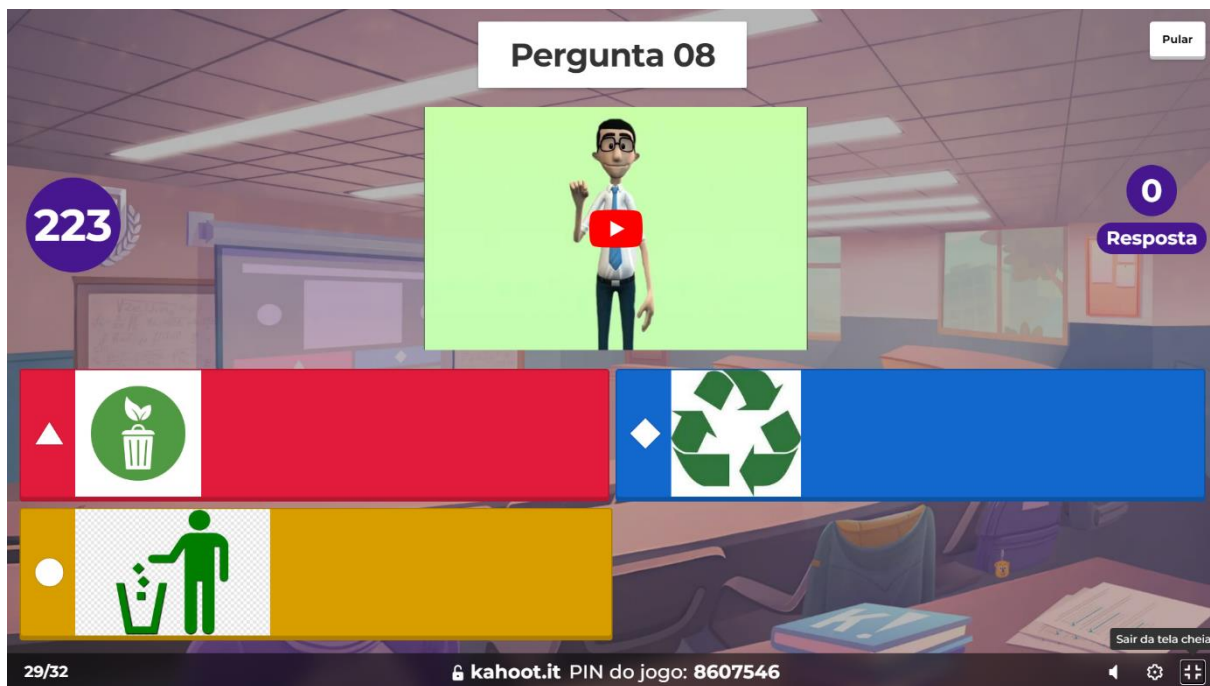 Pergunta 08
Pular
223
0
Resposta
Sair da tela cheia
29/32
kahoot.it PIN do jogo: 8607546
K!